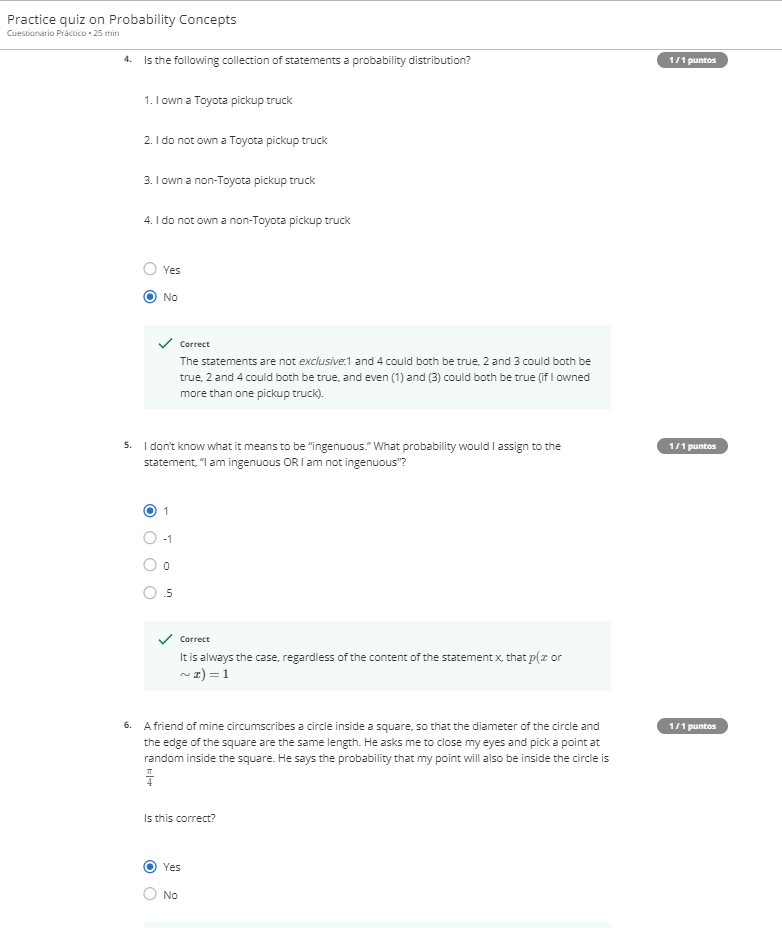 Practice quiz on Probability Concepts
Cuestionario Práctico • 25 min
4. Is the following collection of statements a probability distribution?
1 / 1 puntos
1. I own a Toyota pickup truck
2. I do not own a Toyota pickup truck
3. I own a non-Toyota pickup truck
4. I do not own a non-Toyota pickup truck
Yes
No
Correct
The statements are not exclusive:1 and 4 could both be true, 2 and 3 could both be
true, 2 and 4 could both be true, and even (1) and (3) could both be true (if I owned
more than one pickup truck).
5. I don't know what it means to be "ingenuous." What probability would I assign to the
statement, "I am ingenuous OR I am not ingenuous"?
1 / 1 puntos
1
-1
0
.5
Correct
It is always the case, regardless of the content of the statement x, that p(x or
∼ x) = 1
6. A friend of mine circumscribes a circle inside a square, so that the diameter of the circle and
the edge of the square are the same length. He asks me to close my eyes and pick a point at
random inside the square. He says the probability that my point will also be inside the circle is
π/4
1 / 1 puntos
Is this correct?
Yes
No